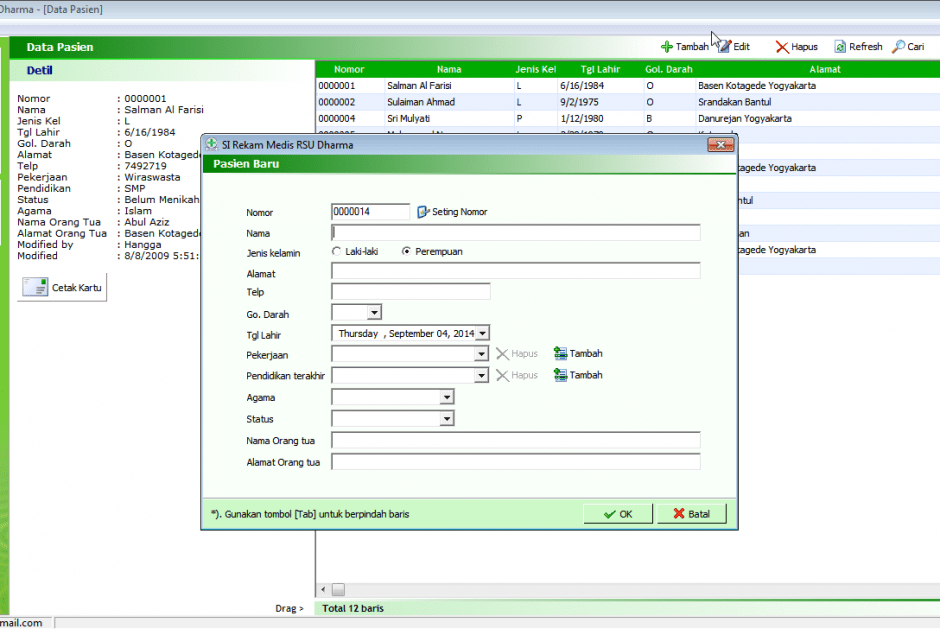 Dharma - [Data Pasien]
Data Pasien
Tambah Edit Hapus Refresh Cari
Detil
Nomor : 0000001
Nama : Salman Al Farisi
Jenis Kel : L
Tgl Lahir : 6/16/1984
Gol. Darah : O
Alamat : Basen Kotagede
Telp : 7492719
Pekerjaan : Wiraswasta
Pendidikan : SMP
Status : Belum Menikah
Agama : Islam
Nama Orang Tua : Abul Aziz
Alamat Orang Tua : Basen Kotagede
Modified by : Hangga
Modified : 8/8/2009 5:51:
Cetak Kartu
Nomor Nama Jenis Kel Tgl Lahir Gol. Darah Alamat
0000001 Salman Al Farisi L 6/16/1984 O Basen Kotagede Yogyakarta
0000002 Sulaiman Ahmad L 9/2/1975 O Srandakan Bantul
0000004 Sri Mulyati P 1/12/1980 B Danurejan Yogyakarta
tagede Yogyakarta
ntul
an
tagede Yogyakarta
SI Rekam Medis RSU Dharma
Pasien Baru
Nomor 0000014 Seting Nomor
Nama
Jenis kelamin Laki-laki Perempuan
Alamat
Telp
Go. Darah
Tgl Lahir Thursday , September 04, 2014
Pekerjaan Hapus Tambah
Pendidikan terakhir Hapus Tambah
Agama
Status
Nama Orang tua
Alamat Orang tua
*). Gunakan tombol [Tab] untuk berpindah baris
OK Batal
Drag > Total 12 baris
mail.com